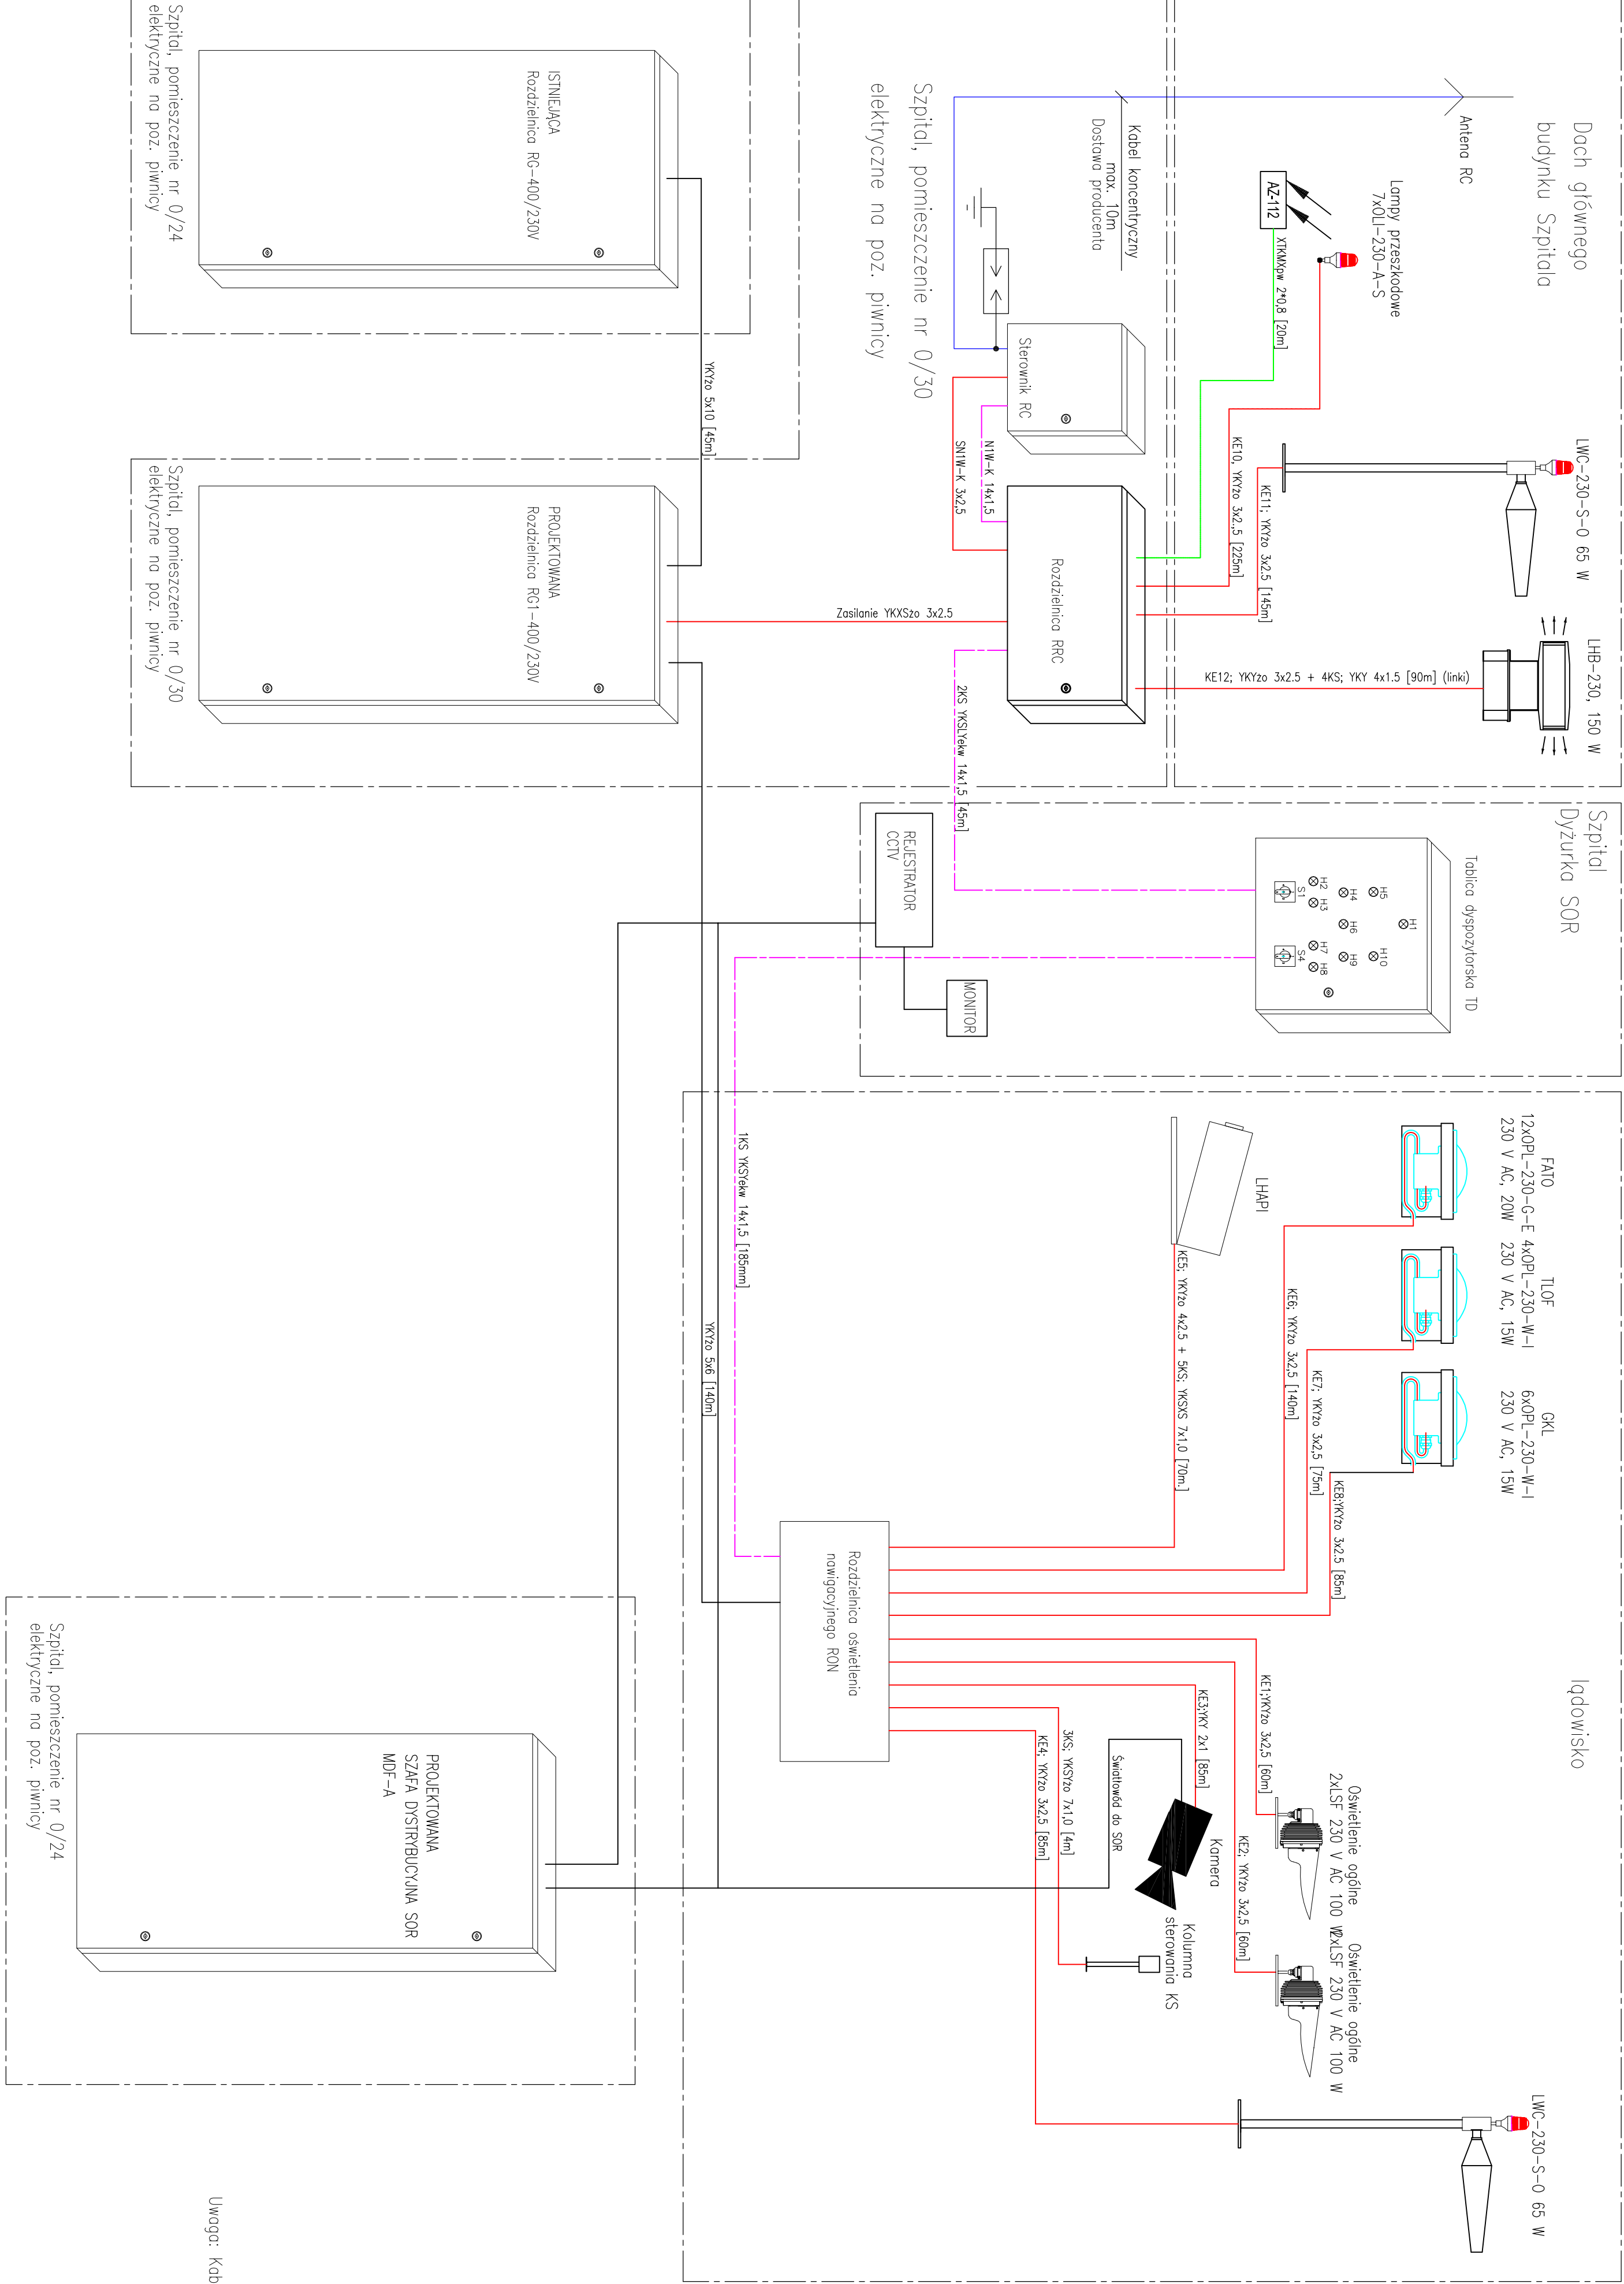 Dach głównego
budynku Szpitala
Antena RC
Lampy przeszkodowe
7xOLI-230-A-S
AZ-112
XTKMXpw 2*0,8 [20m]
LWC-230-S-O 65 W
LHB-230, 150 W
KE11; YKYżo 3x2.5 [145m]
KE10, YKYżo 3x2.,5 [225m]
KE12; YKYżo 3x2.5 + 4KS; YKY 4x1.5 [90m] (linki)
Kabel koncentryczny
max. 10m
Dostawa producenta
Szpital, pomieszczenie nr 0/30
elektryczne na poz. piwnicy
Sterownik RC
N1W-K 14x1,5
SN1W-K 3x2,5
Rozdzielnica RRC
Zasilanie YKXSżo 3x2.5
2KS YKSLYekw 14x1,5 [45m]
ISTNIEJĄCA
Rozdzielnica RG-400/230V
Szpital, pomieszczenie nr 0/24
elektryczne na poz. piwnicy
YKYżo 5x10 [45m]
PROJEKTOWANA
Rozdzielnica RG1-400/230V
Szpital, pomieszczenie nr 0/30
elektryczne na poz. piwnicy
Szpital
Dyżurka SOR
Tablica dyspozytorska TD
H1
H5
H10
H4
H6
H9
H2
H3
H7
H8
S1
S4
REJESTRATOR
CCTV
MONITOR
1KS YKSYekw 14x1,5 [185mm]
YKYżo 5x6 [140m]
lądowisko
FATO
12xOPL-230-G-E
230 V AC, 20W
TLOF
4xOPL-230-W-I
230 V AC, 15W
GKL
6xOPL-230-W-I
230 V AC, 15W
LHAPI
KE5; YKYżo 4x2.5 + 5KS; YKSXS 7x1,0 [70m.]
KE6; YKYżo 3x2,5 [140m]
KE7; YKYżo 3x2,5 [75m]
KE8;YKYżo 3x2.5 [85m]
Rozdzielnica oświetlenia
nawigacyjnego RON
KE1;YKYżo 3x2,5 [60m]
KE2; YKYżo 3x2,5 [60m]
KE3;YKY 2x1 [85m]
Światłowód do SOR
3KS; YKSYżo 7x1,0 [4m]
KE4; YKYżo 3x2,5 [85m]
Oświetlenie ogólne
2xLSF 230 V AC 100 W
Oświetlenie ogólne
2xLSF 230 V AC 100 W
Kamera
Kolumna
sterowania KS
LWC-230-S-O 65 W
PROJEKTOWANA
SZAFA DYSTRYBUCYJNA SOR
MDF-A
Szpital, pomieszczenie nr 0/24
elektryczne na poz. piwnicy
Uwaga: Kab